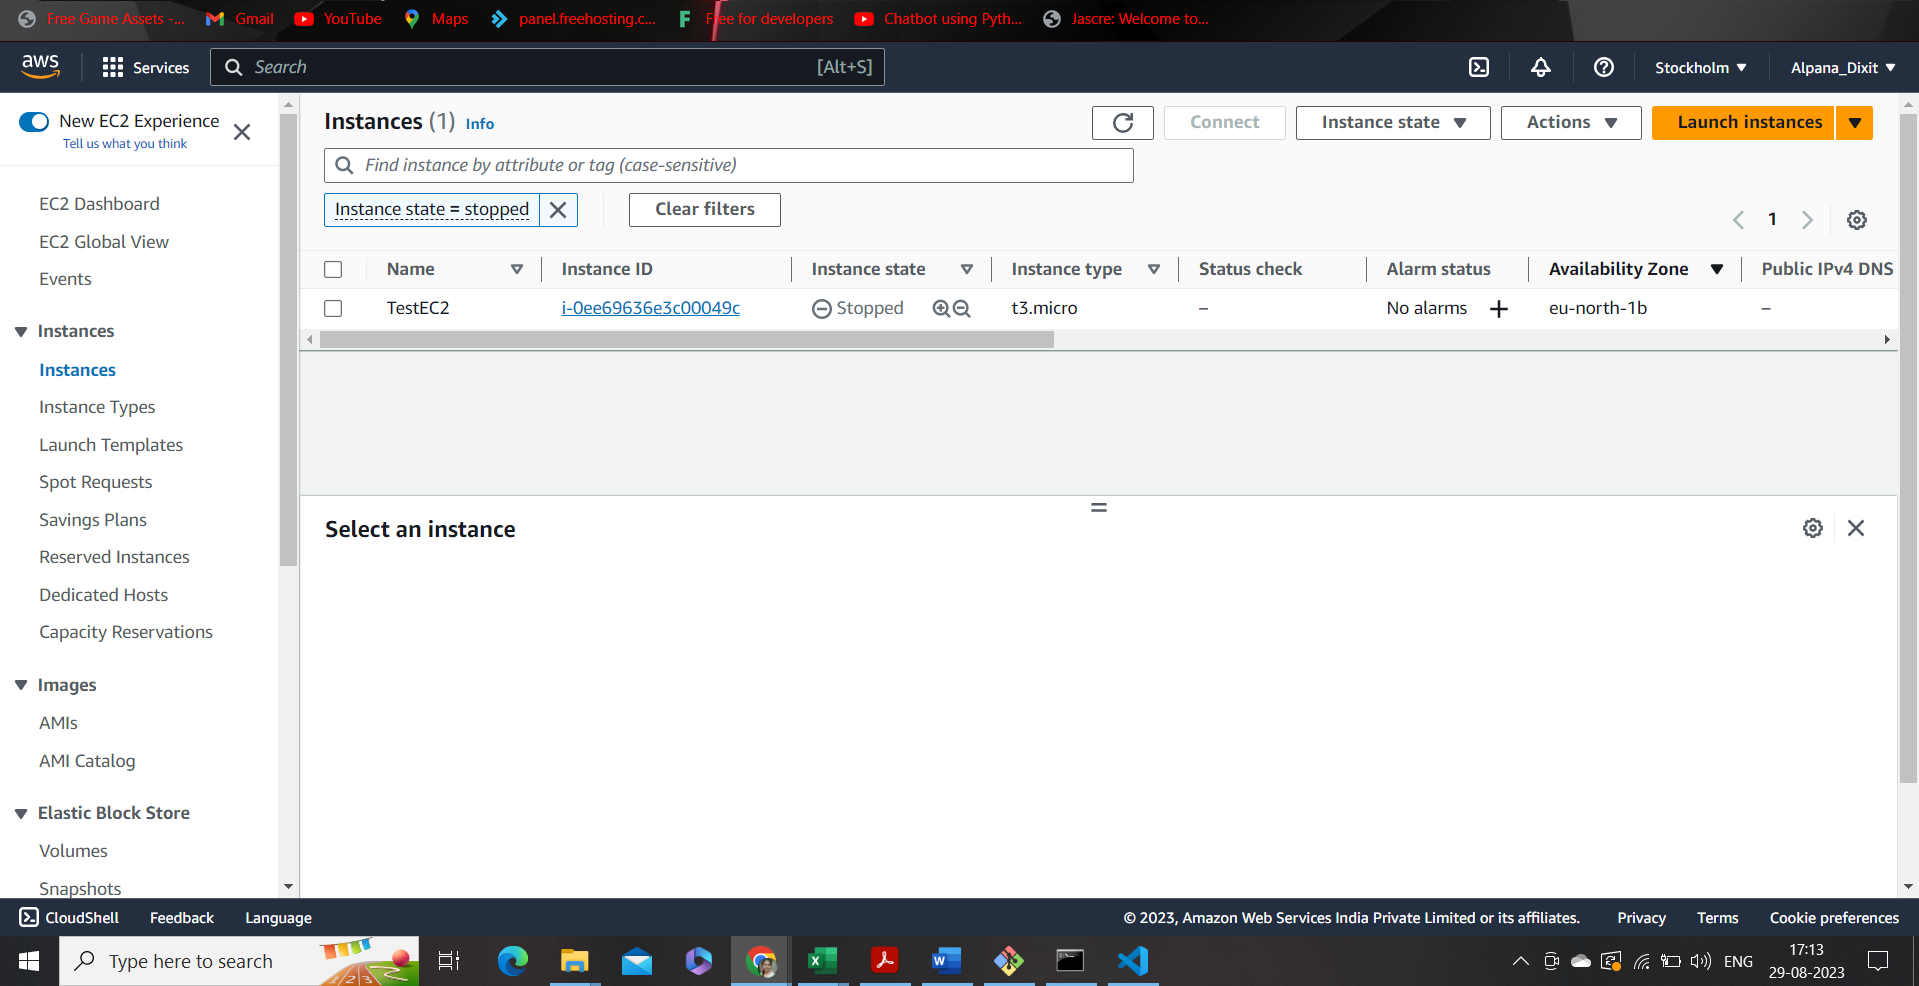 Free Game Assets -...
Gmail
YouTube
Maps
panel.freehosting.c...
Free for developers
Chatbot using Pyth...
Jascre: Welcome to...
aws
Services
Search
[Alt+S]
Stockholm
Alpana_Dixit
New EC2 Experience
Tell us what you think
EC2 Dashboard
EC2 Global View
Events
Instances
Instances
Instance Types
Launch Templates
Spot Requests
Savings Plans
Reserved Instances
Dedicated Hosts
Capacity Reservations
Images
AMIs
AMI Catalog
Elastic Block Store
Volumes
Snapshots
Instances (1) Info
Connect
Instance state
Actions
Launch instances
Find instance by attribute or tag (case-sensitive)
Instance state = stopped
Clear filters
1
Name Instance ID Instance state Instance type Status check Alarm status Availability Zone Public IPv4 DNS
TestEC2 i-0ee69636e3c00049c Stopped t3.micro – No alarms + eu-north-1b –
Select an instance
CloudShell
Feedback
Language
© 2023, Amazon Web Services India Private Limited or its affiliates.
Privacy
Terms
Cookie preferences
Type here to search
ENG
17:13
29-08-2023